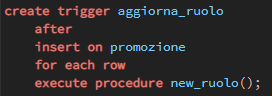 create trigger aggiorna_ruolo
after
insert on promozione
for each row
execute procedure new_ruolo();